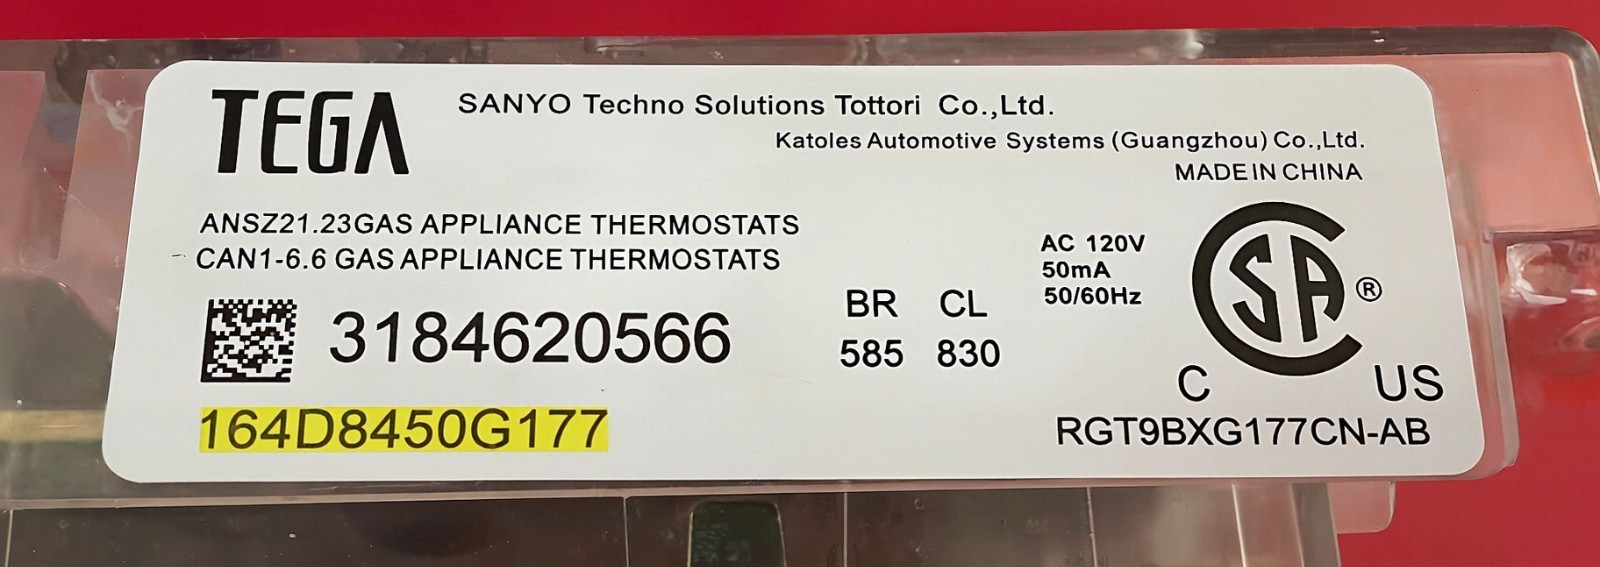 TEGA
SANYO Techno Solutions Tottori Co.,Ltd.
Katoles Automotive Systems (Guangzhou) Co.,Ltd.
MADE IN CHINA
ANSZ21.23GAS APPLIANCE THERMOSTATS
CAN1-6.6 GAS APPLIANCE THERMOSTATS
AC 120V
50mA
50/60Hz
SA ®
C US
3184620566
BR CL
585 830
164D8450G177
RGT9BXG177CN-AB